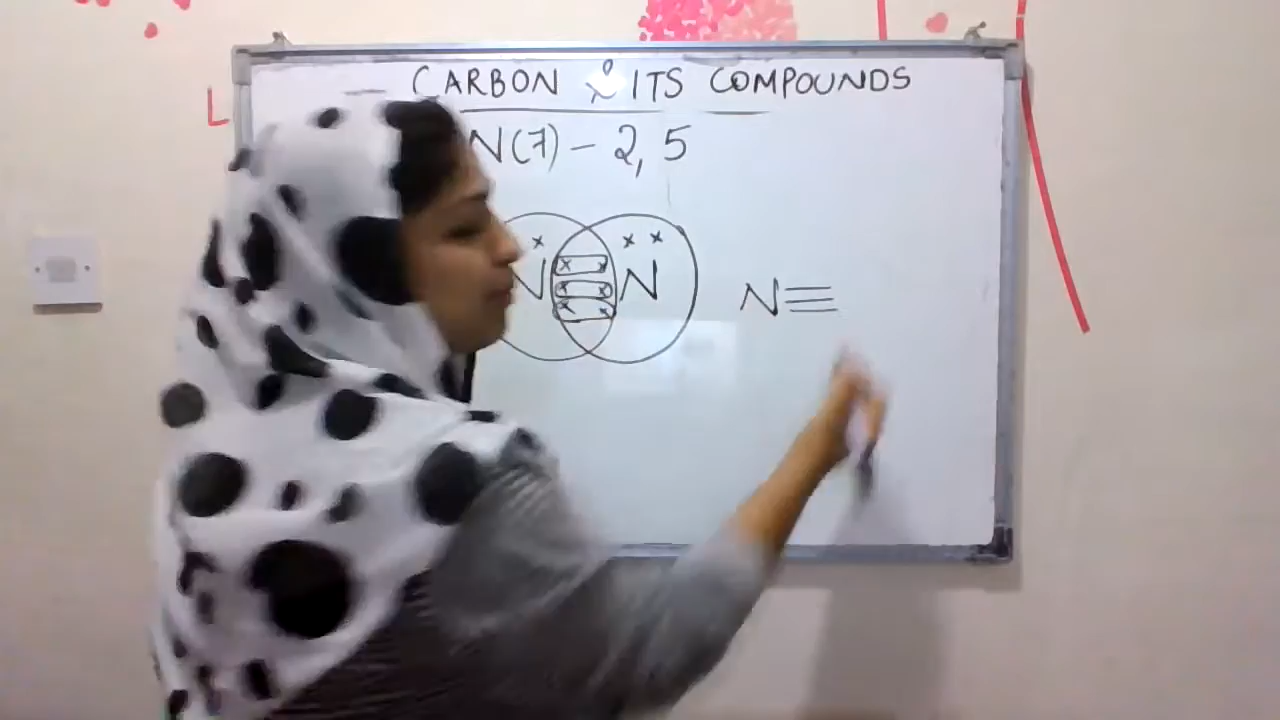 CARBON & ITS COMPOUNDS
N(7) - 2, 5
x x x
x x
N x x N N≡
x x
L